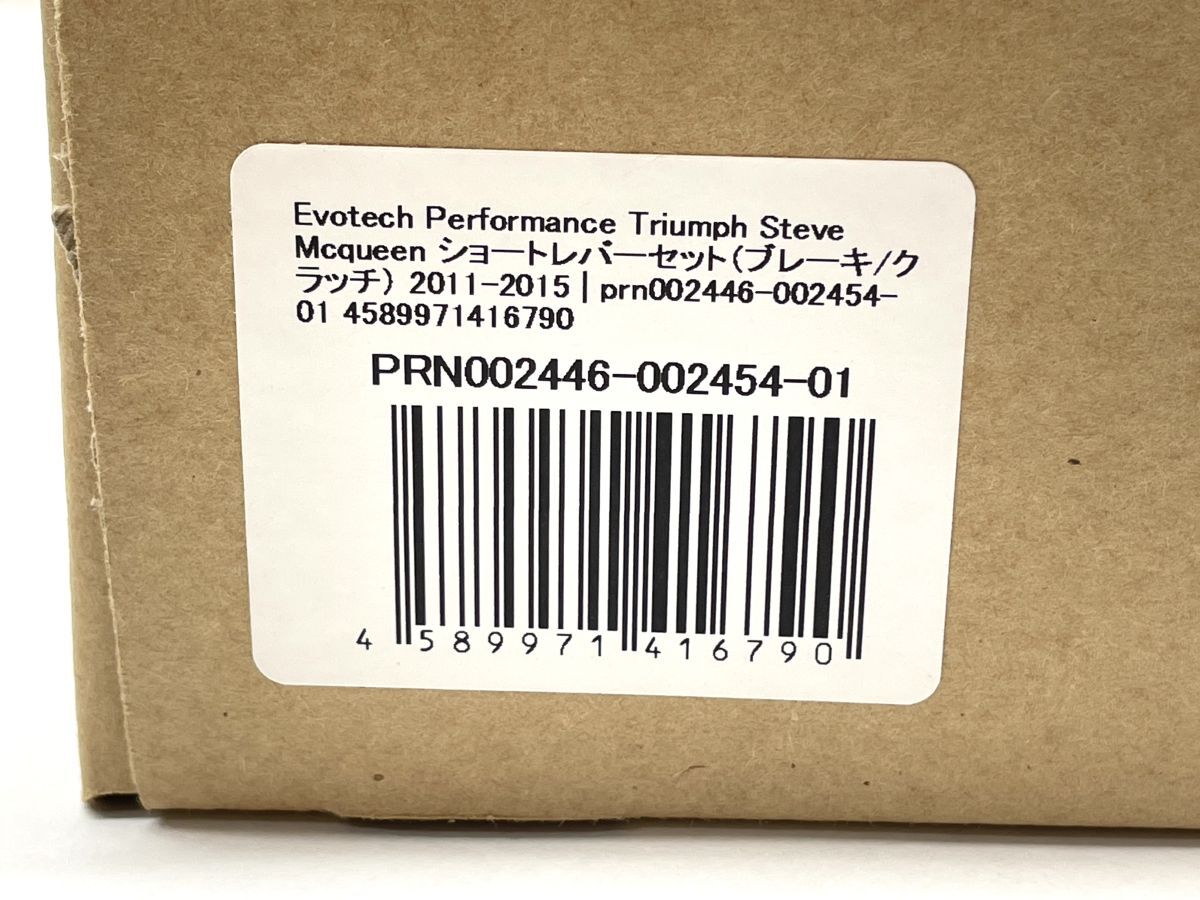 Evotech Performance Triumph Steve
Mcqueen ショートレバーセット(ブレーキ/ク
ラッチ) 2011-2015 | prn002446-002454-
01 4589971416790
PRN002446-002454-01
4 589971 416790